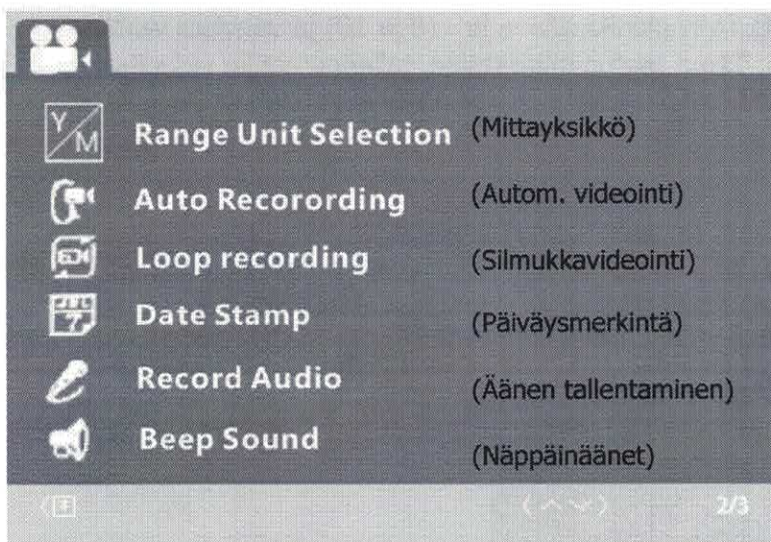 Y/M Range Unit Selection (Mittayksikkö)
Auto Recorording (Autom. videointi)
Loop recording (Silmukkavideointi)
Date Stamp (Päiväysmerkintä)
Record Audio (Äänen tallentaminen)
Beep Sound (Näppäinäänet)
2/3